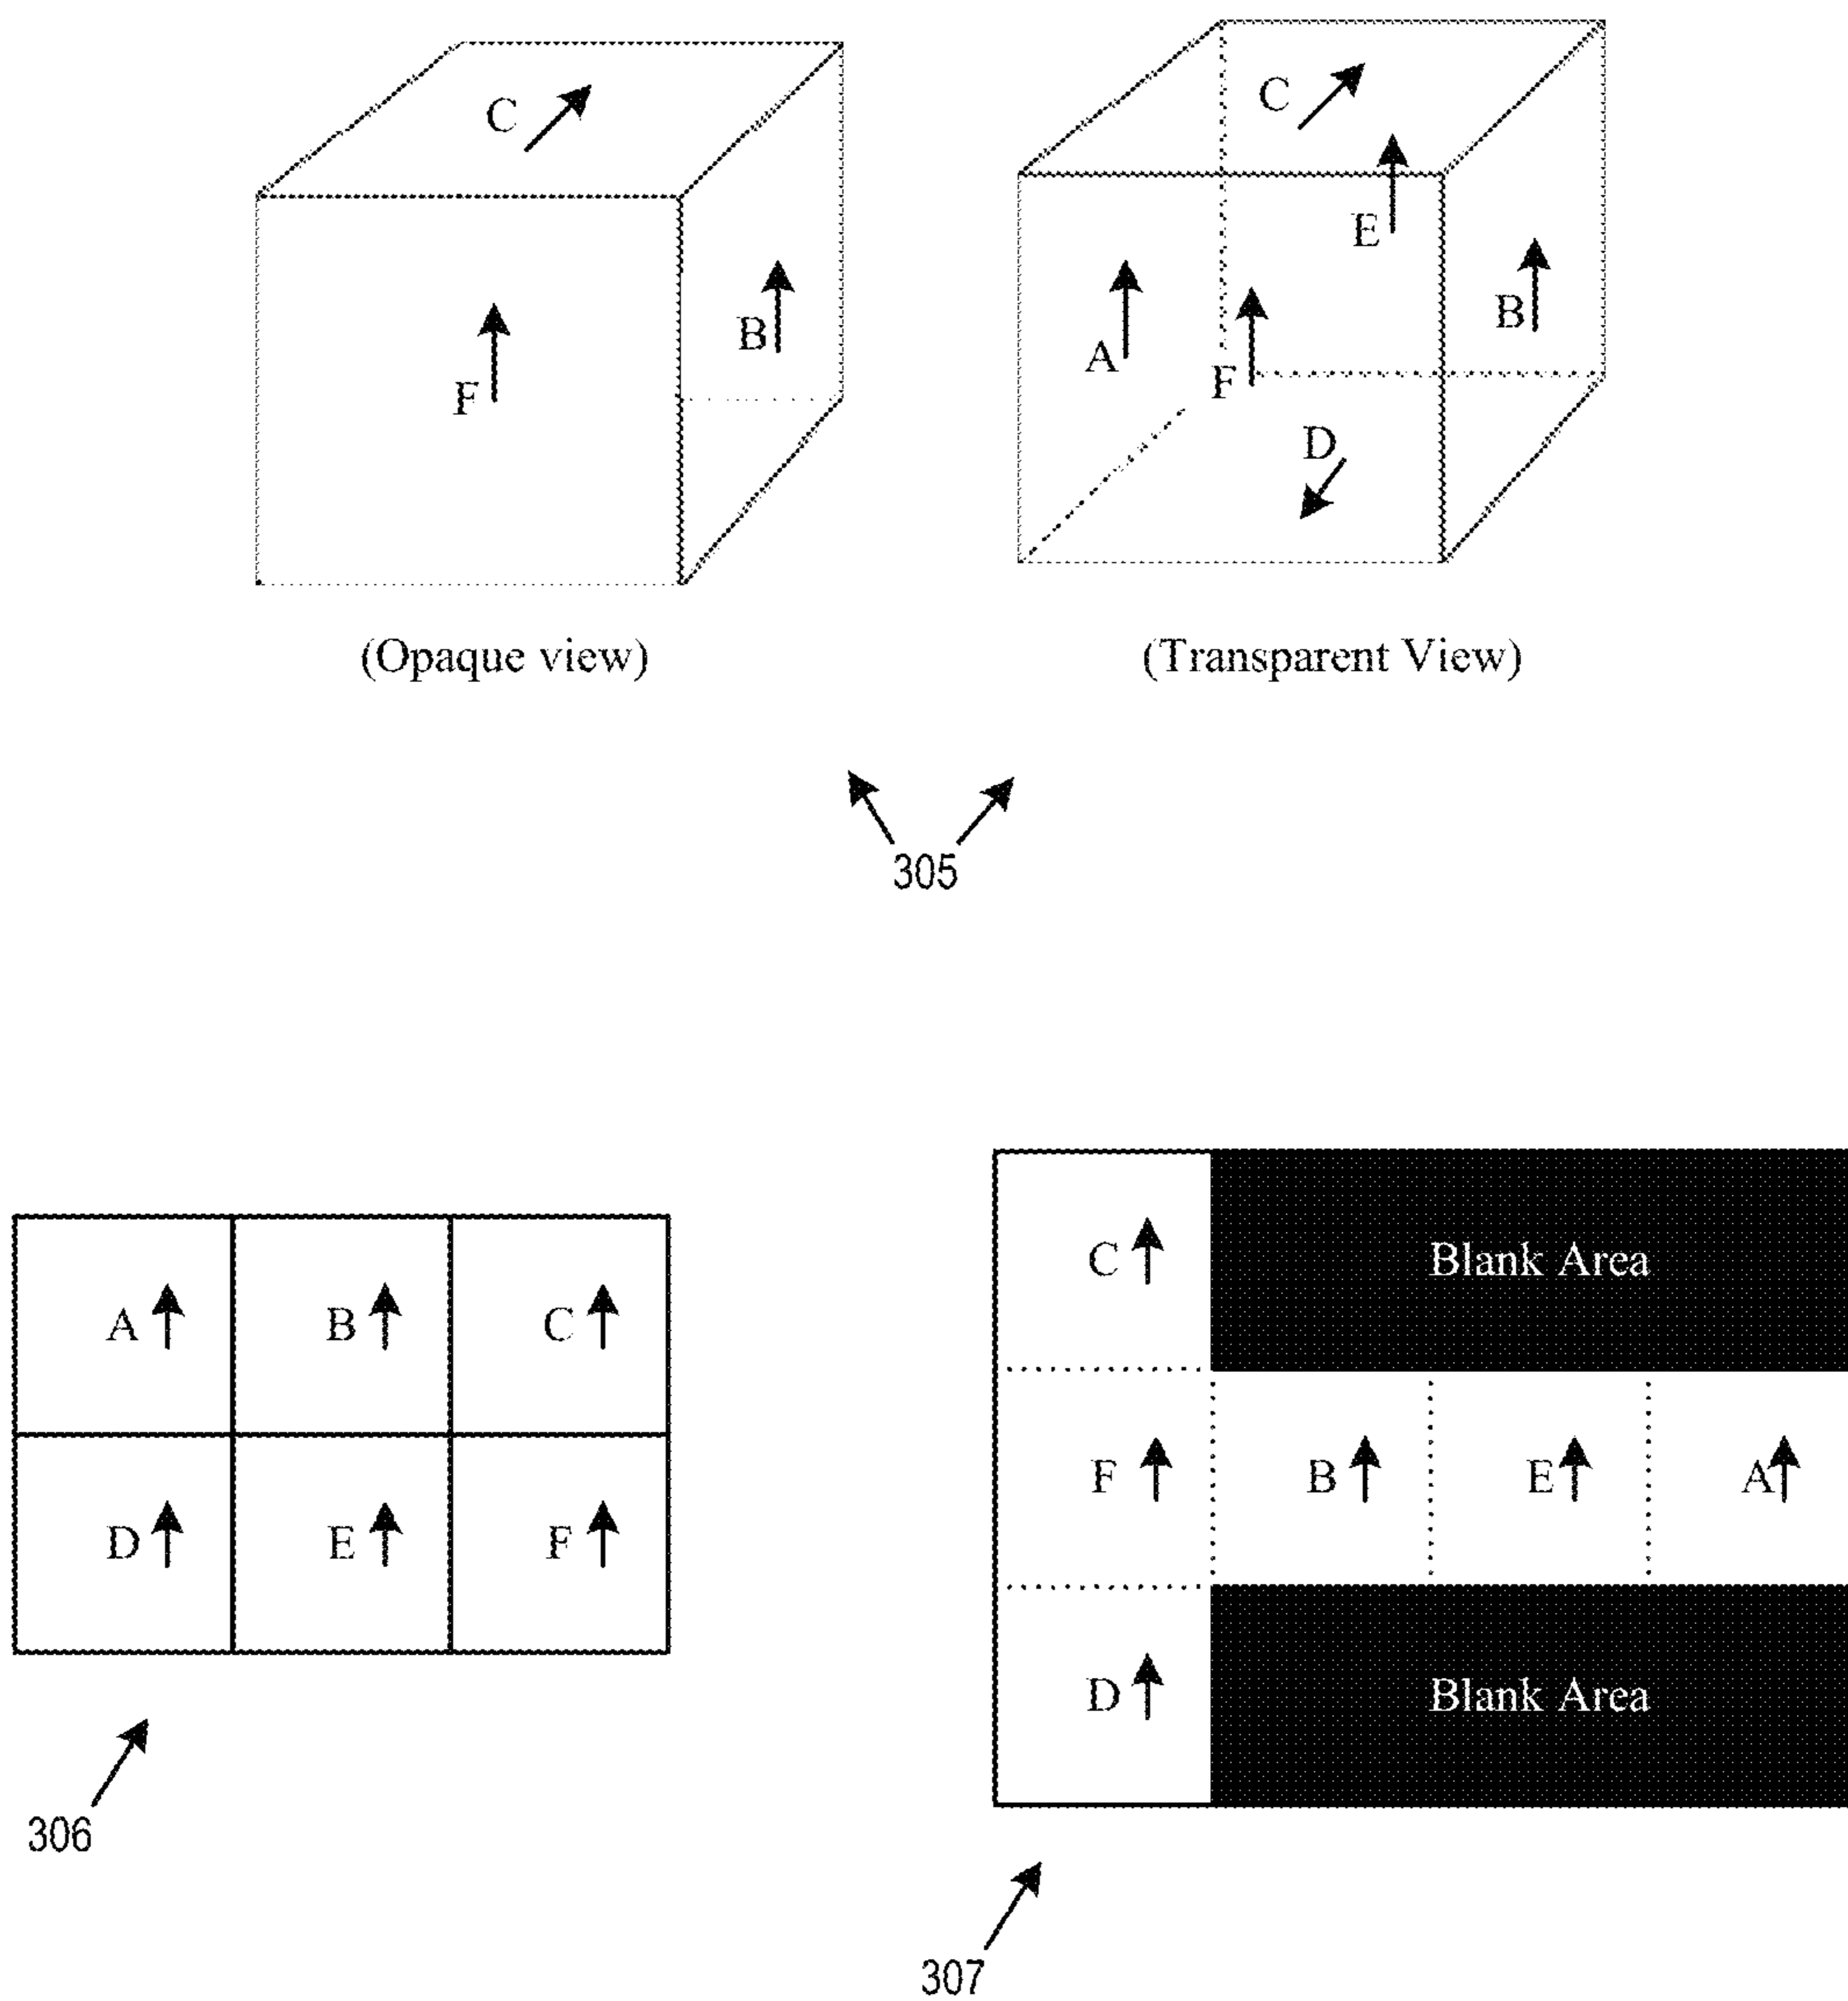 C
F
B
(Opaque view)
C
E
A
F
B
D
(Transparent View)
305
A B C
D E F
306
C Blank Area
F B E A
D Blank Area
307